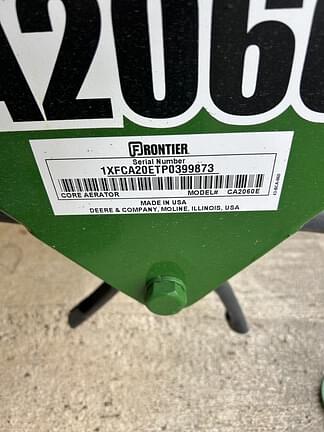 A2060
FRONTIER
Serial Number
1XFCA20ETP0399873
CORE AERATOR MODEL# CA2060E
MADE IN USA
DEERE & COMPANY, MOLINE, ILLINOIS, USA